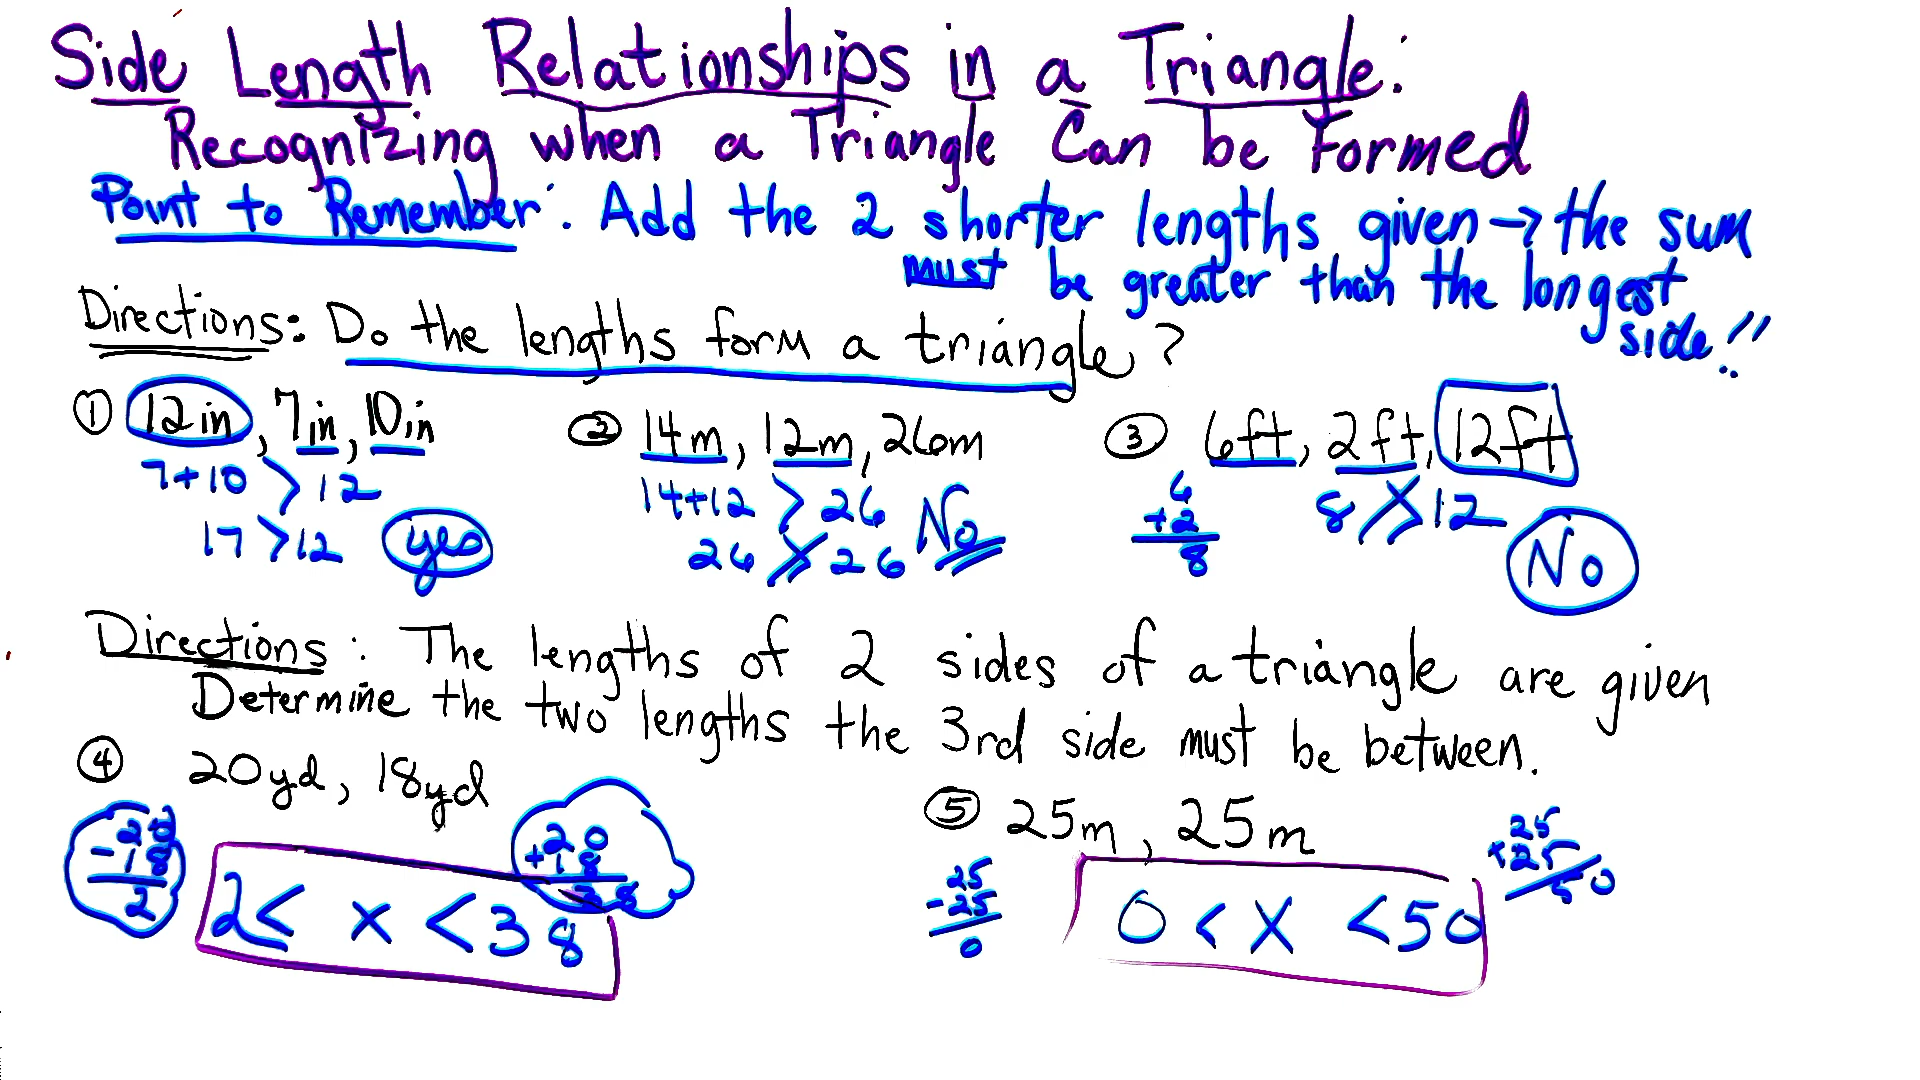 Side Length Relationships in a Triangle:
Recognizing when a Triangle Can be Formed
Point to Remember: Add the 2 shorter lengths given → the sum
must be greater than the longest
side!!
Directions: Do the lengths form a triangle?
① 12in, 7in, 10in
7+10 > 12
17 > 12 yes
② 14m, 12m, 26m
14+12 > 26 No
26 ≯ 26
③ 6ft, 2ft, 12ft
6
+2
8
8 ≯ 12
No
Directions: The lengths of 2 sides of a triangle are given
Determine the two lengths the 3rd side must be between.
④ 20yd, 18yd
20
-18
2
20
+18
38
2 < x < 38
⑤ 25m, 25m
25
-25
0
25
+25
50
0 < x < 50